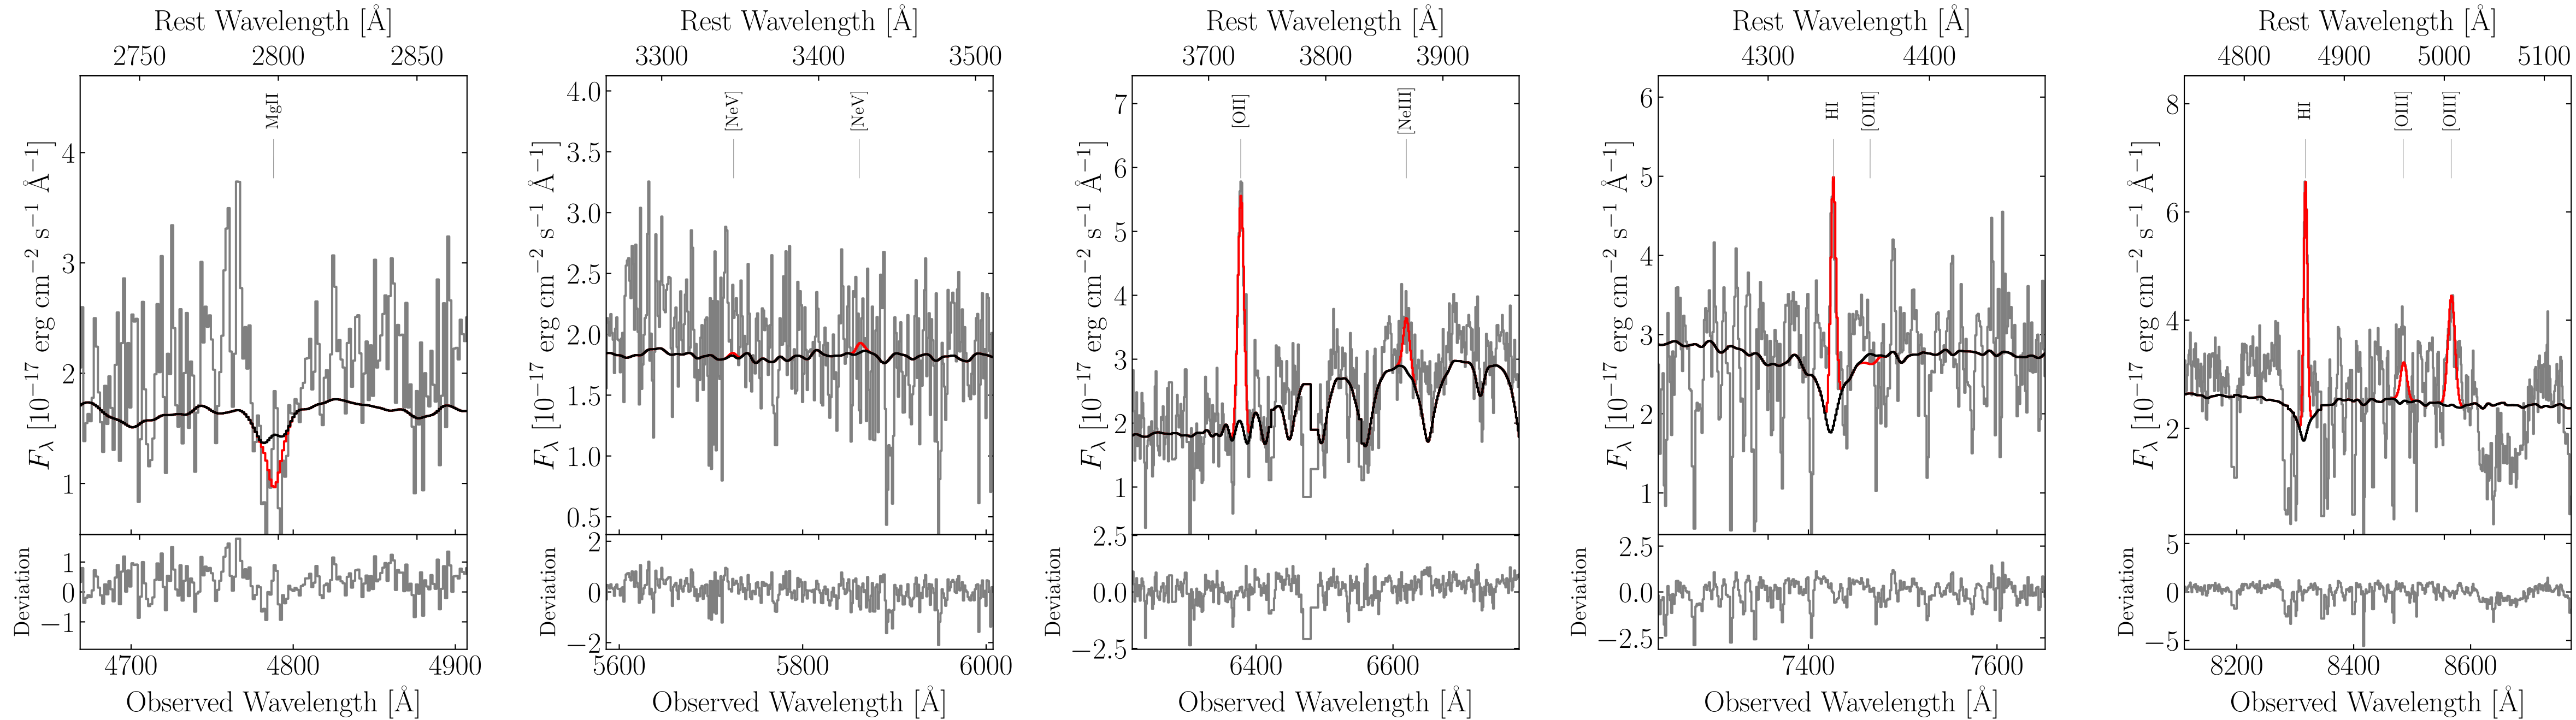 Rest Wavelength [Å]
2750 2800 2850
MgII
F_λ [10^−17 erg cm^−2 s^−1 Å^−1]
4
3
2
1
Deviation
1
0
−1
4700 4800 4900
Observed Wavelength [Å]
Rest Wavelength [Å]
3300 3400 3500
[NeV] [NeV]
F_λ [10^−17 erg cm^−2 s^−1 Å^−1]
4.0
3.5
3.0
2.5
2.0
1.5
1.0
0.5
Deviation
2
0
−2
5600 5800 6000
Observed Wavelength [Å]
Rest Wavelength [Å]
3700 3800 3900
[OII] [NeIII]
F_λ [10^−17 erg cm^−2 s^−1 Å^−1]
7
6
5
4
3
2
1
Deviation
2.5
0.0
−2.5
6400 6600
Observed Wavelength [Å]
Rest Wavelength [Å]
4300 4400
HI [OIII]
F_λ [10^−17 erg cm^−2 s^−1 Å^−1]
6
5
4
3
2
1
Deviation
2.5
0.0
−2.5
7400 7600
Observed Wavelength [Å]
Rest Wavelength [Å]
4800 4900 5000 5100
HI [OIII] [OIII]
F_λ [10^−17 erg cm^−2 s^−1 Å^−1]
8
6
4
2
Deviation
5
0
−5
8200 8400 8600
Observed Wavelength [Å]